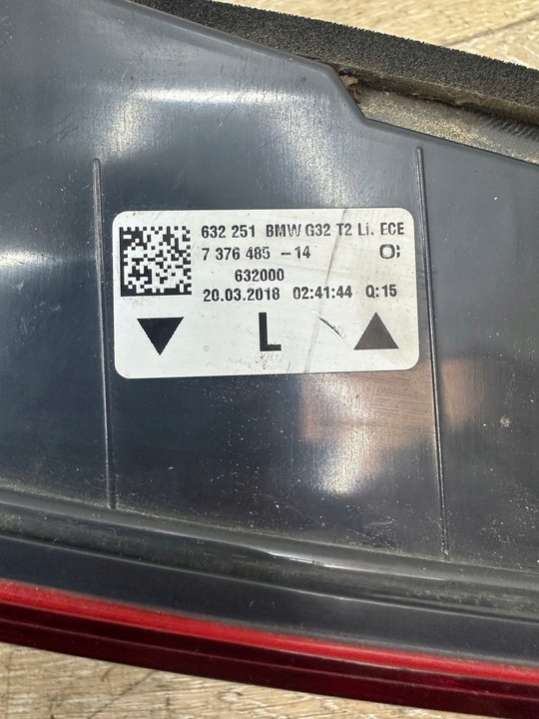 632 251 BMW G32 T2 Li. ECE
7 376 485 -14 O;
632000
20.03.2018 02:41:44 Q:15
L